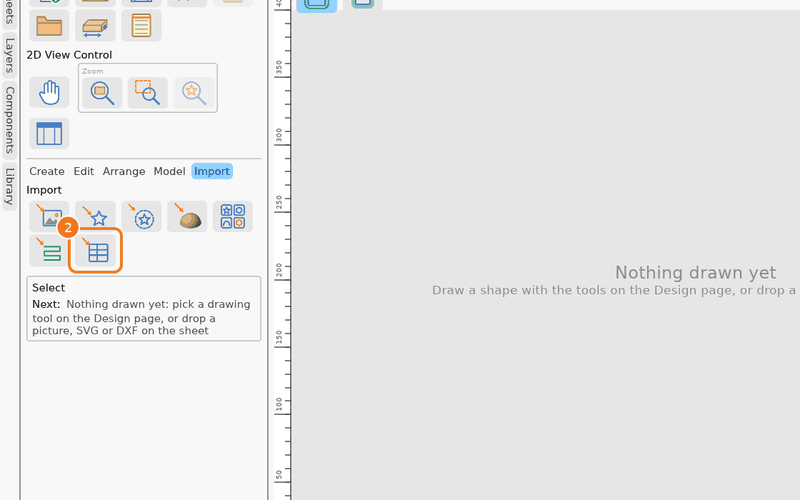 Layers
Components
Library
2D View Control
Zoom
Create Edit Arrange Model Import
Import
2
Select
Next: Nothing drawn yet: pick a drawing
tool on the Design page, or drop a
picture, SVG or DXF on the sheet
350
300
250
200
150
100
50
Nothing drawn yet
Draw a shape with the tools on the Design page, or drop a